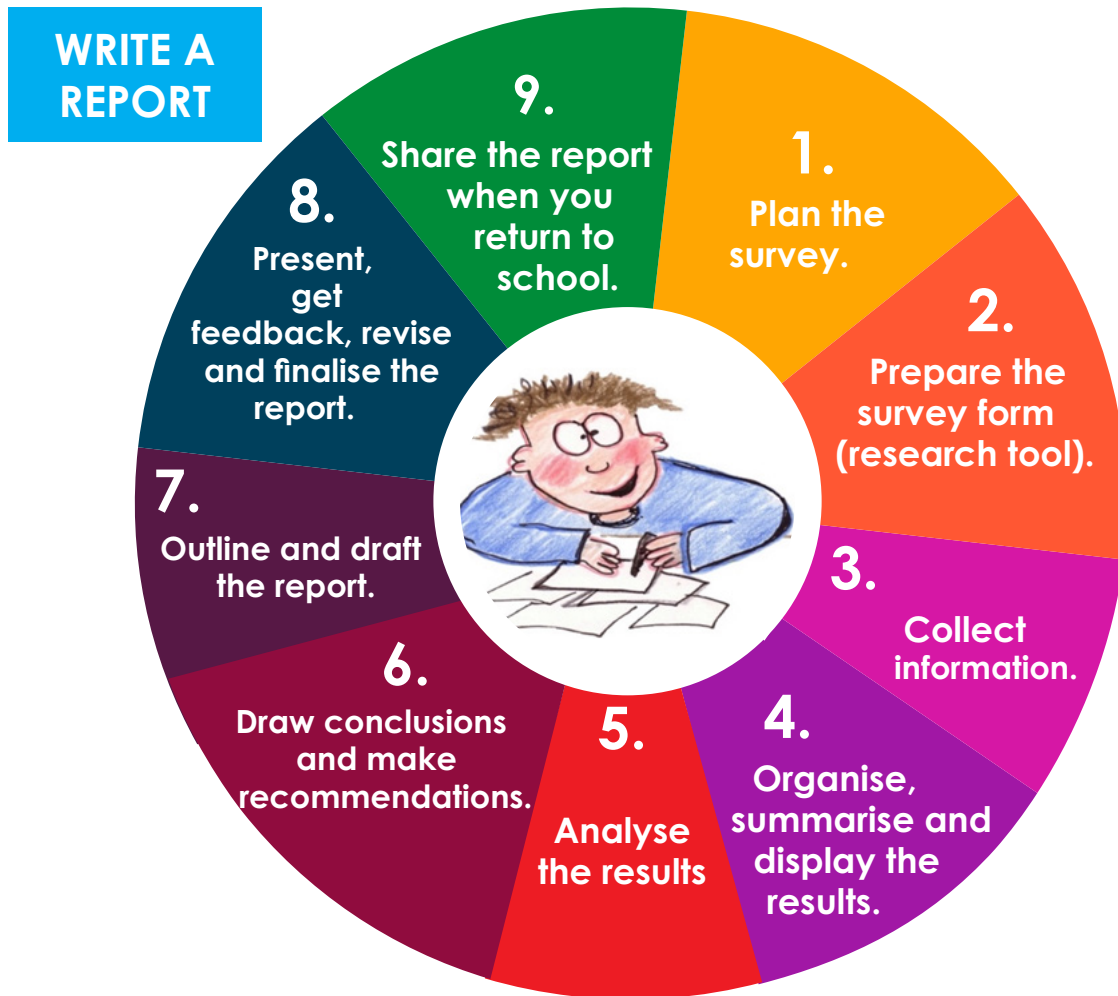 WRITE A
REPORT
1.
Plan the
survey.
2.
Prepare the
survey form
(research tool).
3.
Collect
information.
4.
Organise,
summarise and
display the
results.
5.
Analyse
the results
6.
Draw conclusions
and make
recommendations.
7.
Outline and draft
the report.
8.
Present,
get
feedback, revise
and finalise the
report.
9.
Share the report
when you
return to
school.